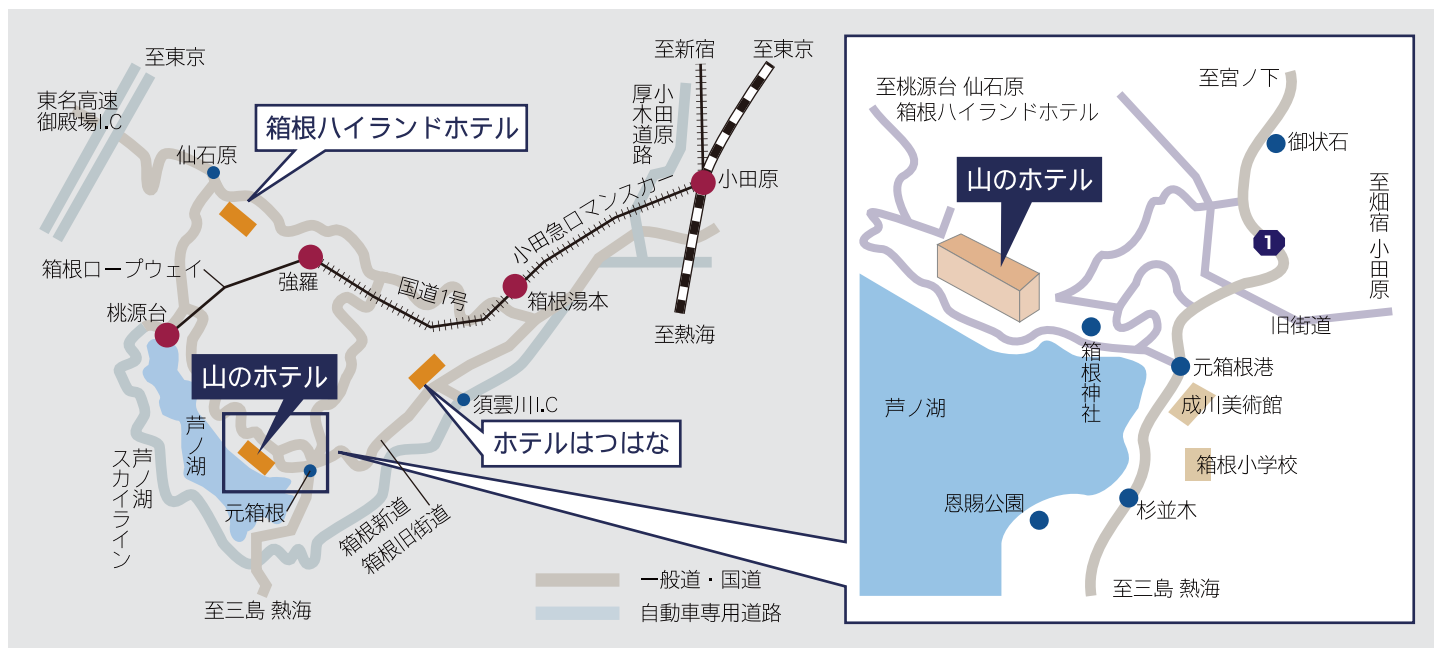 至東京
東名高速
御殿場I.C
仙石原
箱根ハイランドホテル
至新宿
至東京
小田原
厚木道路
小田原
小田急ロマンスカー
箱根ロープウェイ
強羅
国道1号
箱根湯本
桃源台
至熱海
山のホテル
須雲川I.C
ホテルはつはな
芦ノ湖
芦ノ湖
スカイライン
元箱根
箱根新道
箱根旧街道
至三島 熱海
一般道・国道
自動車専用道路
至桃源台 仙石原
箱根ハイランドホテル
至宮ノ下
御状石
山のホテル
至畑宿 小田原
1
旧街道
箱根神社
元箱根港
成川美術館
芦ノ湖
箱根小学校
恩賜公園
杉並木
至三島 熱海